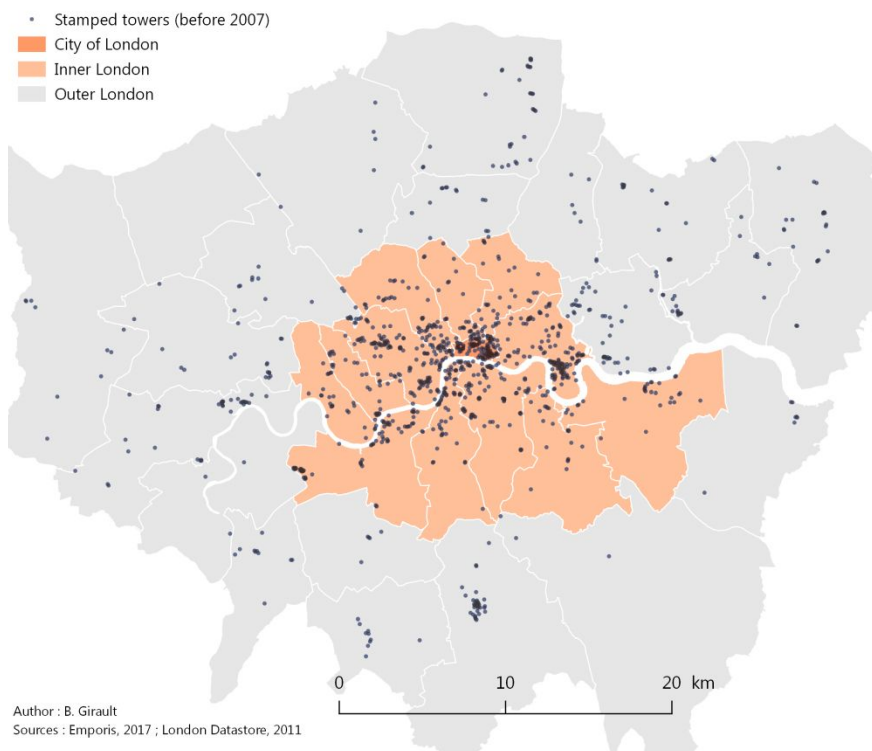 Stamped towers (before 2007)
City of London
Inner London
Outer London
0 10 20 km
Author : B. Girault
Sources : Emporis, 2017 ; London Datastore, 2011